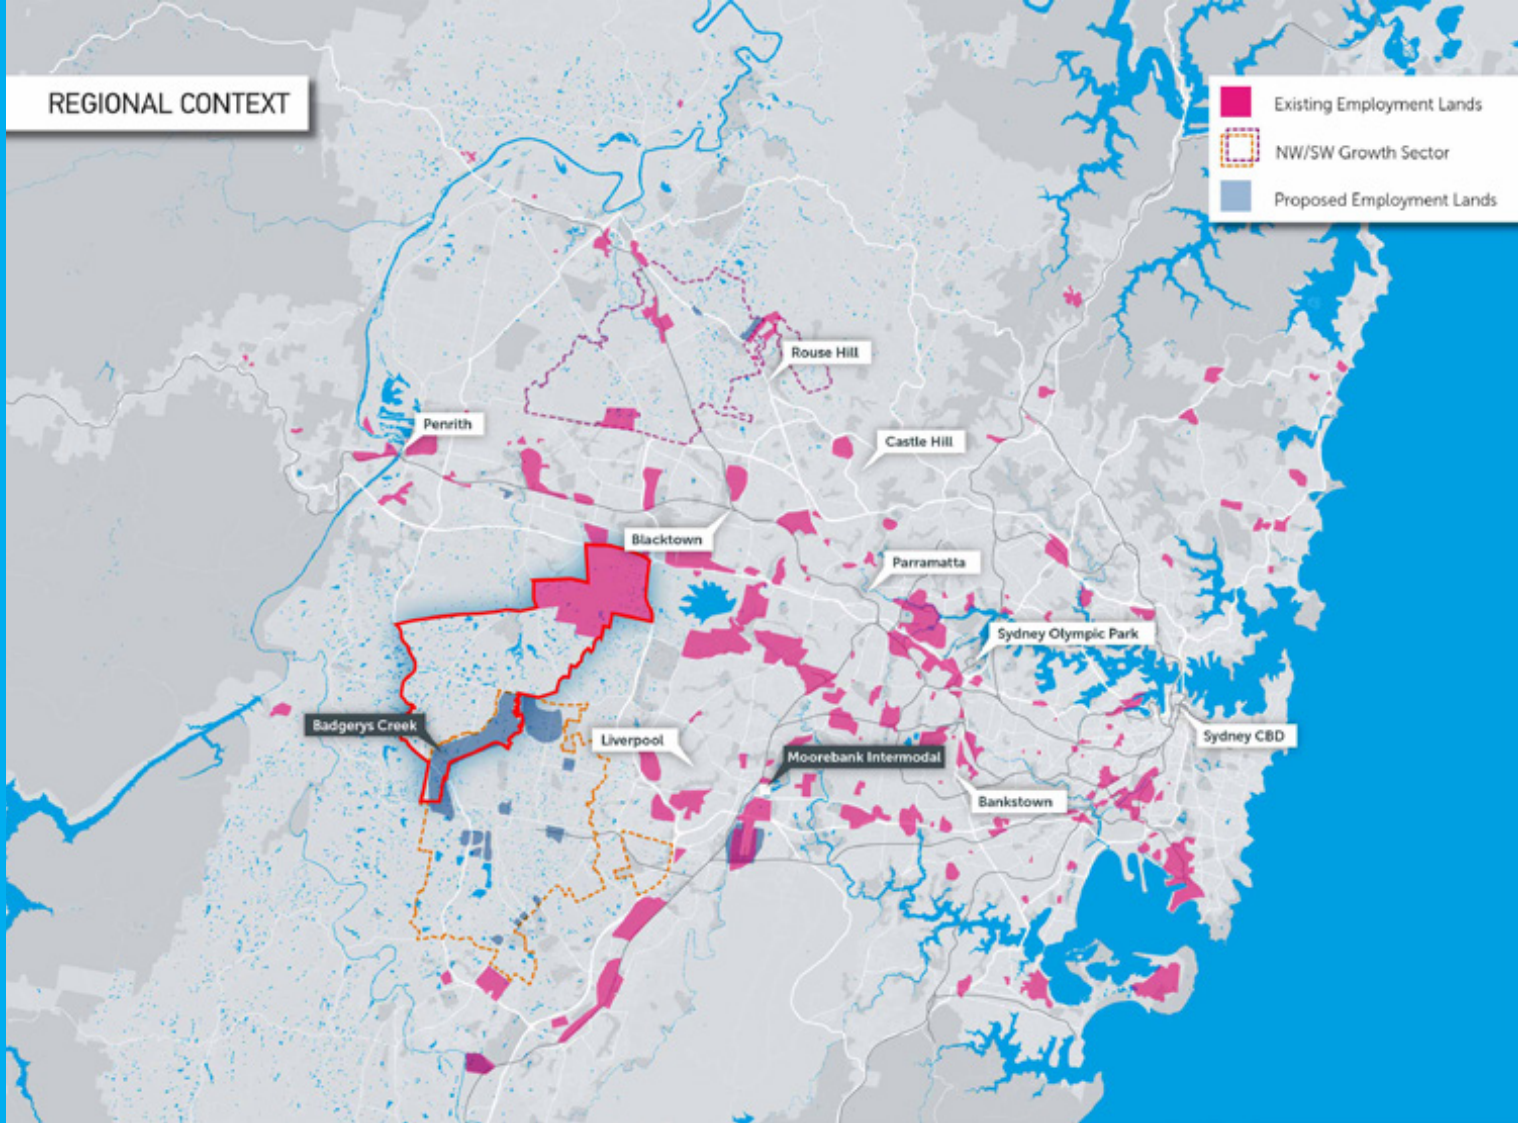 REGIONAL CONTEXT
Existing Employment Lands
NW/SW Growth Sector
Proposed Employment Lands
Rouse Hill
Penrith
Castle Hill
Blacktown
Parramatta
Sydney Olympic Park
Badgerys Creek
Liverpool
Sydney CBD
Moorebank Intermodal
Bankstown